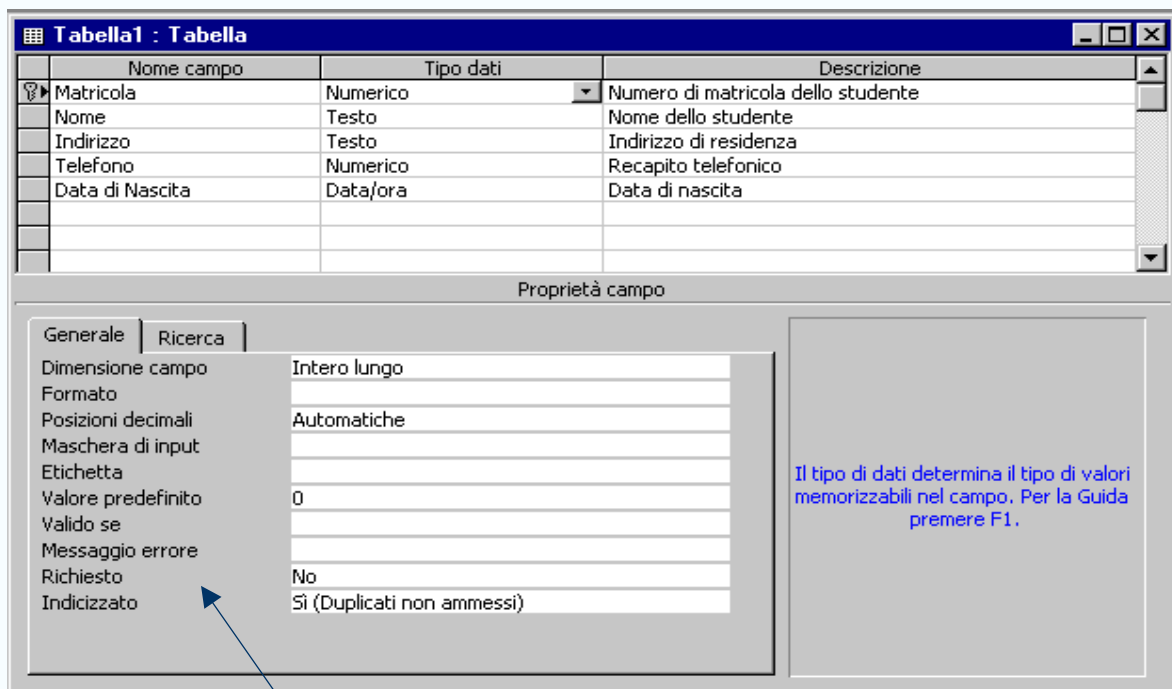 Tabella1 : Tabella
Nome campo Tipo dati Descrizione
Matricola Numerico Numero di matricola dello studente
Nome Testo Nome dello studente
Indirizzo Testo Indirizzo di residenza
Telefono Numerico Recapito telefonico
Data di Nascita Data/ora Data di nascita
Proprietà campo
Generale Ricerca
Dimensione campo Intero lungo
Formato
Posizioni decimali Automatiche
Maschera di input
Etichetta
Valore predefinito 0
Valido se
Messaggio errore
Richiesto No
Indicizzato Sì (Duplicati non ammessi)
Il tipo di dati determina il tipo di valori
memorizzabili nel campo. Per la Guida
premere F1.